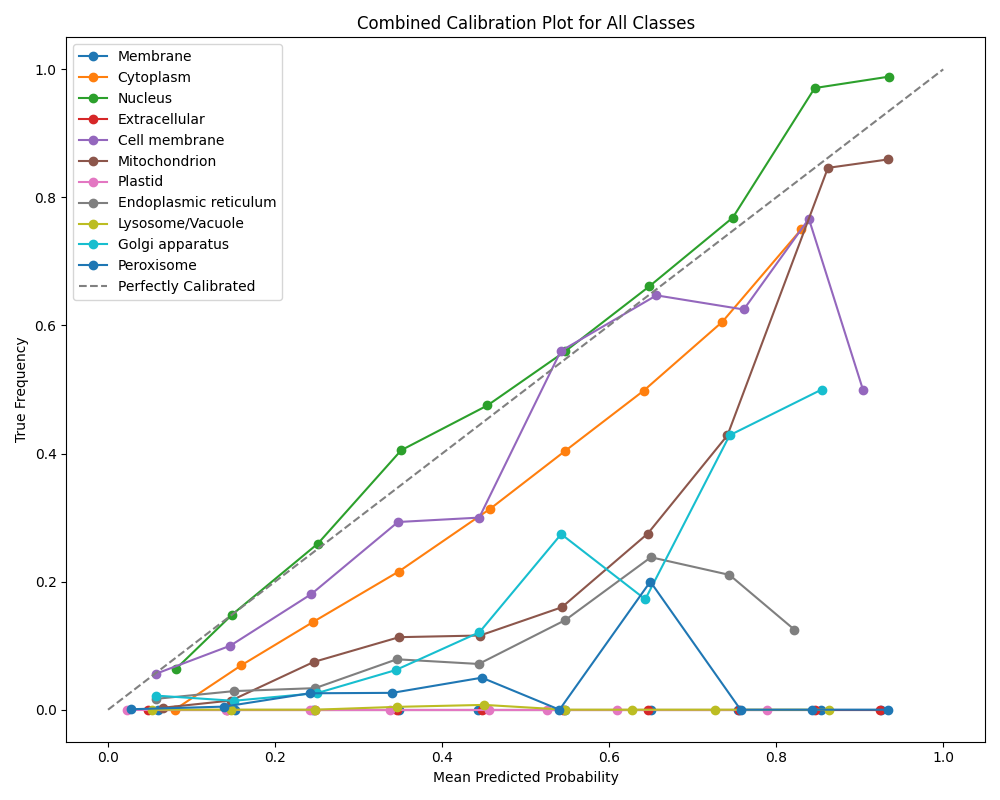 Combined Calibration Plot for All Classes
Membrane
Cytoplasm
Nucleus
Extracellular
Cell membrane
Mitochondrion
Plastid
Endoplasmic reticulum
Lysosome/Vacuole
Golgi apparatus
Peroxisome
Perfectly Calibrated
True Frequency
1.0
0.8
0.6
0.4
0.2
0.0
0.0 0.2 0.4 0.6 0.8 1.0
Mean Predicted Probability